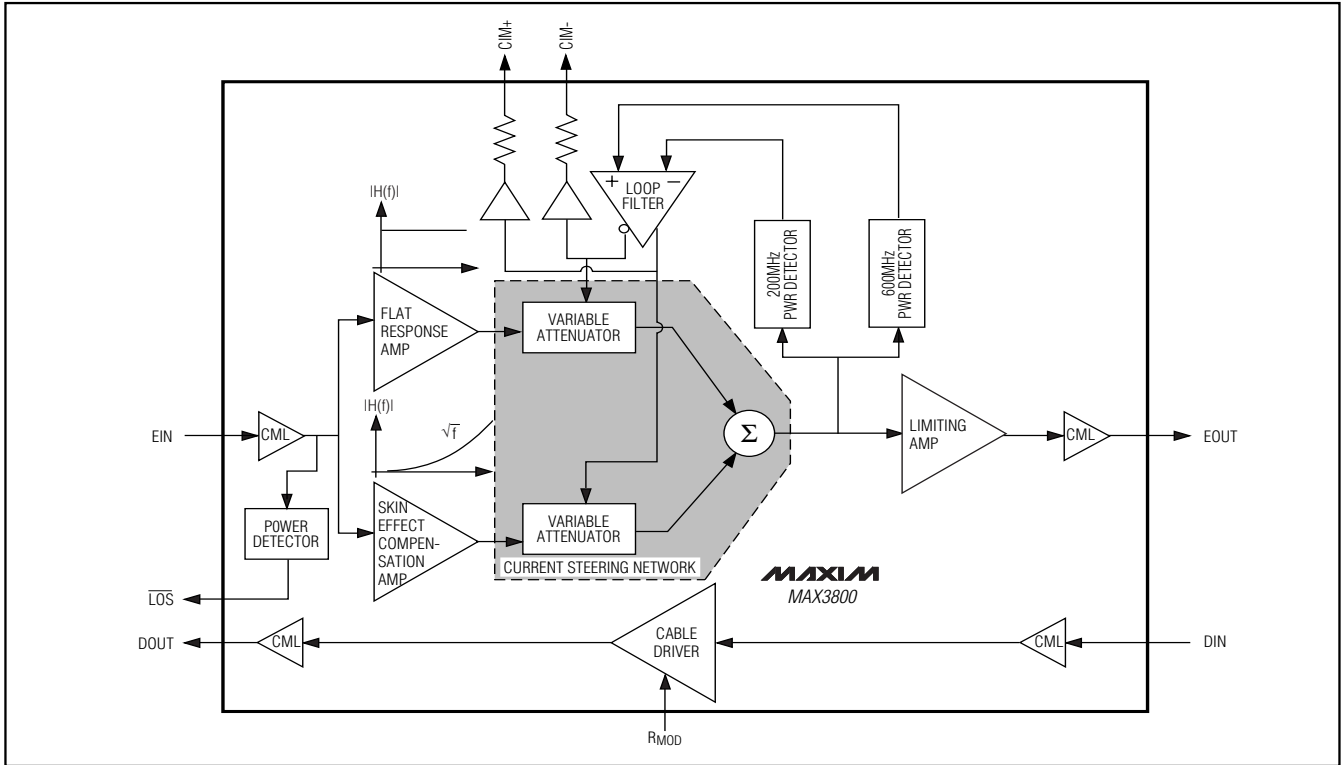 CIM+
CIM-
|H(f)|
+
−
LOOP
FILTER
200MHz
PWR DETECTOR
600MHz
PWR DETECTOR
FLAT
RESPONSE
AMP
VARIABLE
ATTENUATOR
|H(f)|
√f
EIN
CML
Σ
LIMITING
AMP
CML
EOUT
POWER
DETECTOR
SKIN
EFFECT
COMPEN-
SATION
AMP
VARIABLE
ATTENUATOR
CURRENT STEERING NETWORK
MAXIM
MAX3800
LOS
DOUT
CML
CABLE
DRIVER
CML
DIN
RMOD